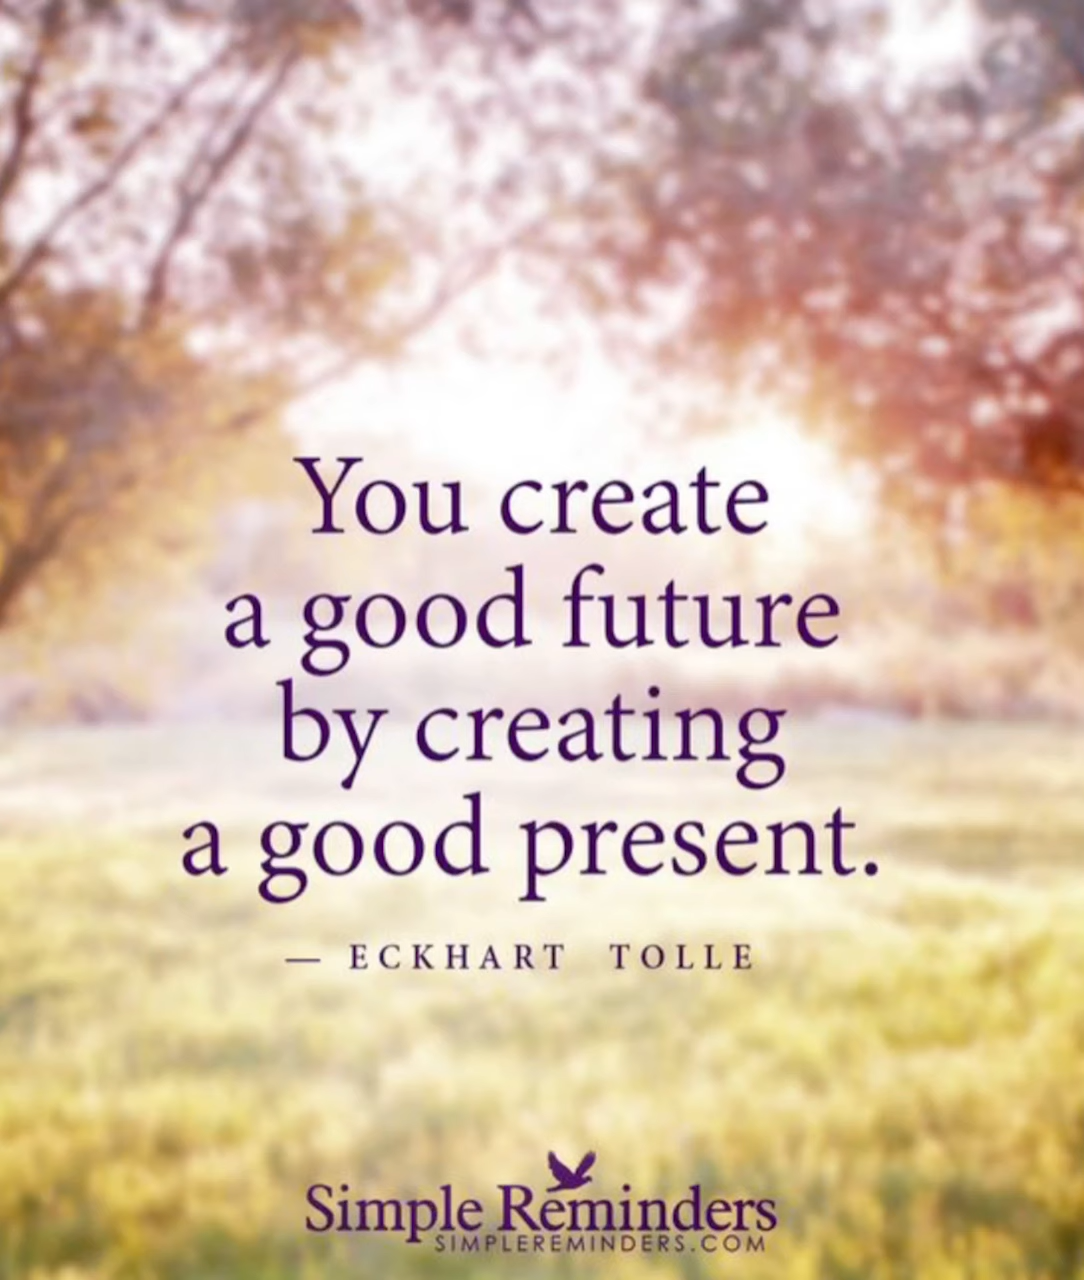 You create
a good future
by creating
a good present.
— ECKHART TOLLE
Simple Reminders
SIMPLEREMINDERS.COM